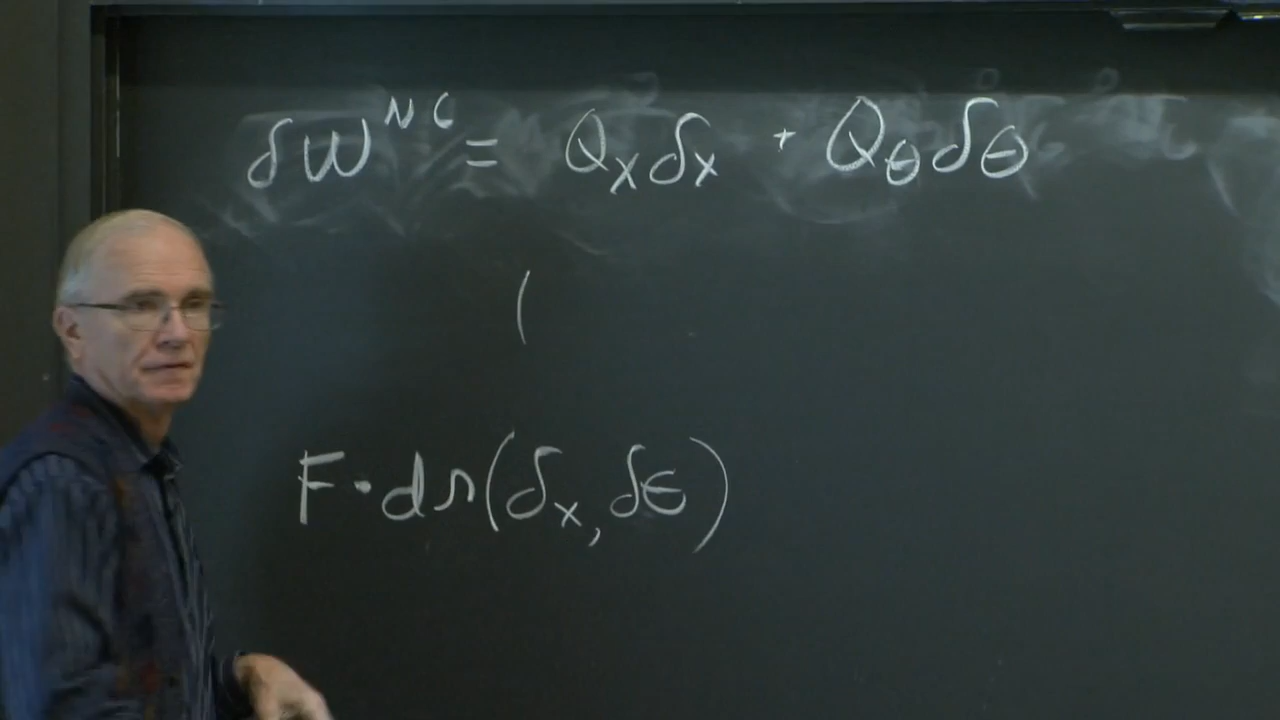 δW^NC = Q_x δx + Q_θ δθ
(
F · dr(δx, δθ)